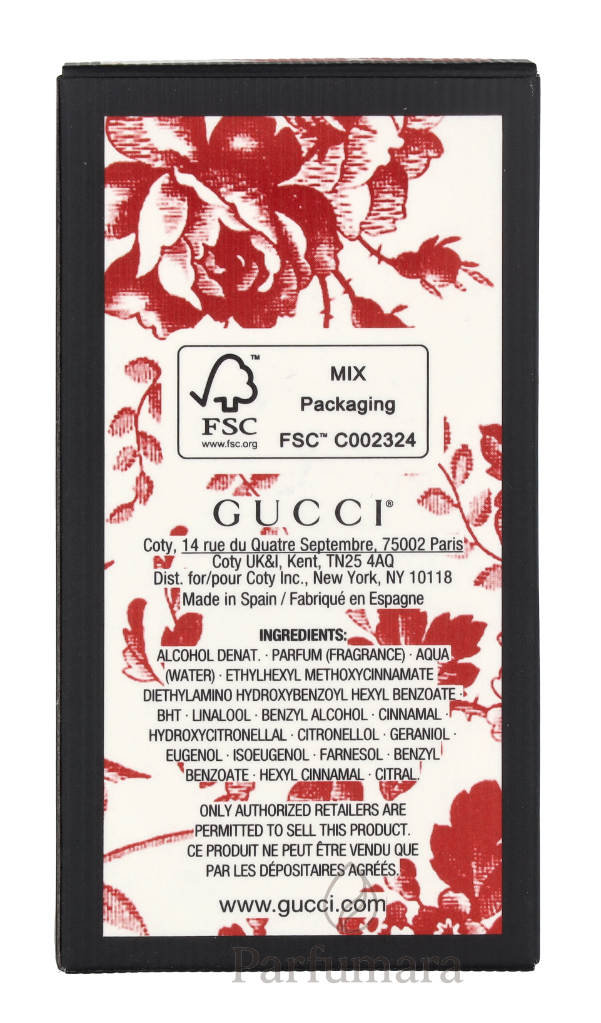 ™
FSC
www.fsc.org
MIX
Packaging
FSC™ C002324
GUCCI®
Coty, 14 rue du Quatre Septembre, 75002 Paris
Coty UK&I, Kent, TN25 4AQ
Dist. for/pour Coty Inc., New York, NY 10118
Made in Spain / Fabriqué en Espagne
INGREDIENTS:
ALCOHOL DENAT. · PARFUM (FRAGRANCE) · AQUA
(WATER) · ETHYLHEXYL METHOXYCINNAMATE
DIETHYLAMINO HYDROXYBENZOYL HEXYL BENZOATE ·
BHT · LINALOOL · BENZYL ALCOHOL · CINNAMAL ·
HYDROXYCITRONELLAL · CITRONELLOL · GERANIOL ·
EUGENOL · ISOEUGENOL · FARNESOL · BENZYL
BENZOATE · HEXYL CINNAMAL · CITRAL.
ONLY AUTHORIZED RETAILERS ARE
PERMITTED TO SELL THIS PRODUCT.
CE PRODUIT NE PEUT ÊTRE VENDU QUE
PAR LES DÉPOSITAIRES AGRÉÉS.
www.gucci.com
Parfumara